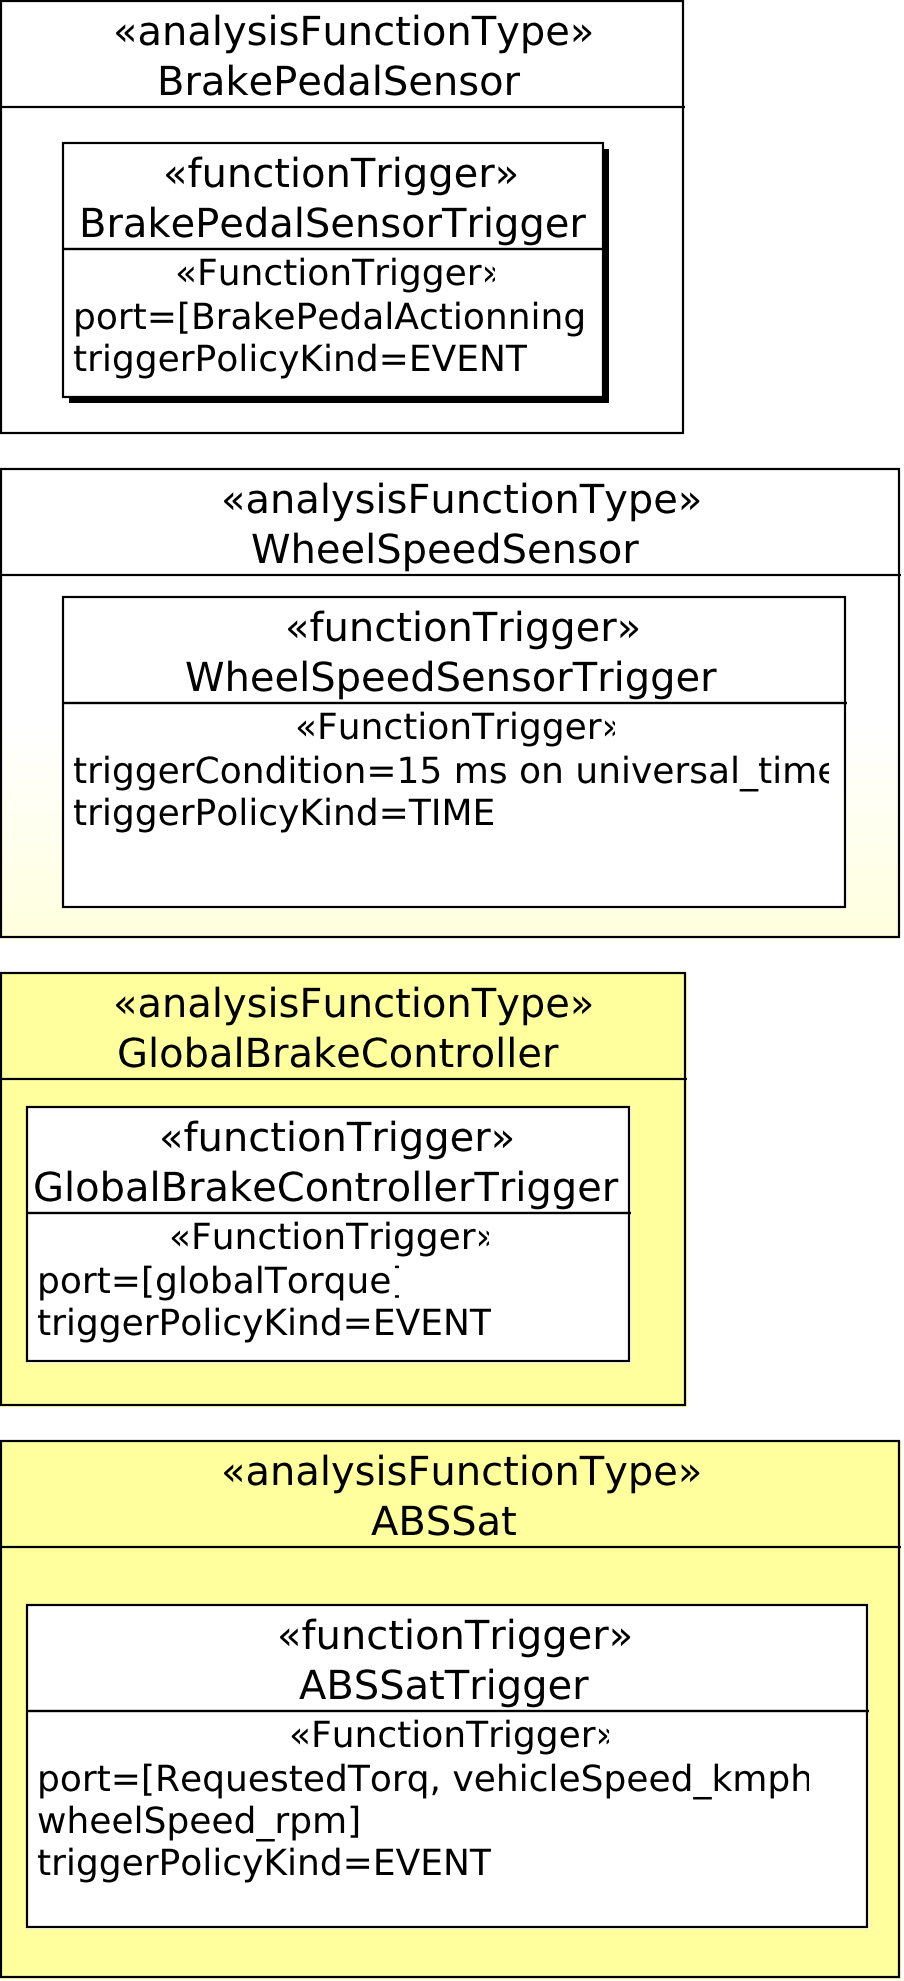 «analysisFunctionType»
BrakePedalSensor
«functionTrigger»
BrakePedalSensorTrigger
«FunctionTrigger»
port=[BrakePedalActionning
triggerPolicyKind=EVENT
«analysisFunctionType»
WheelSpeedSensor
«functionTrigger»
WheelSpeedSensorTrigger
«FunctionTrigger»
triggerCondition=15 ms on universal_time
triggerPolicyKind=TIME
«analysisFunctionType»
GlobalBrakeController
«functionTrigger»
GlobalBrakeControllerTrigger
«FunctionTrigger»
port=[globalTorque]
triggerPolicyKind=EVENT
«analysisFunctionType»
ABSSat
«functionTrigger»
ABSSatTrigger
«FunctionTrigger»
port=[RequestedTorq, vehicleSpeed_kmph
wheelSpeed_rpm]
triggerPolicyKind=EVENT